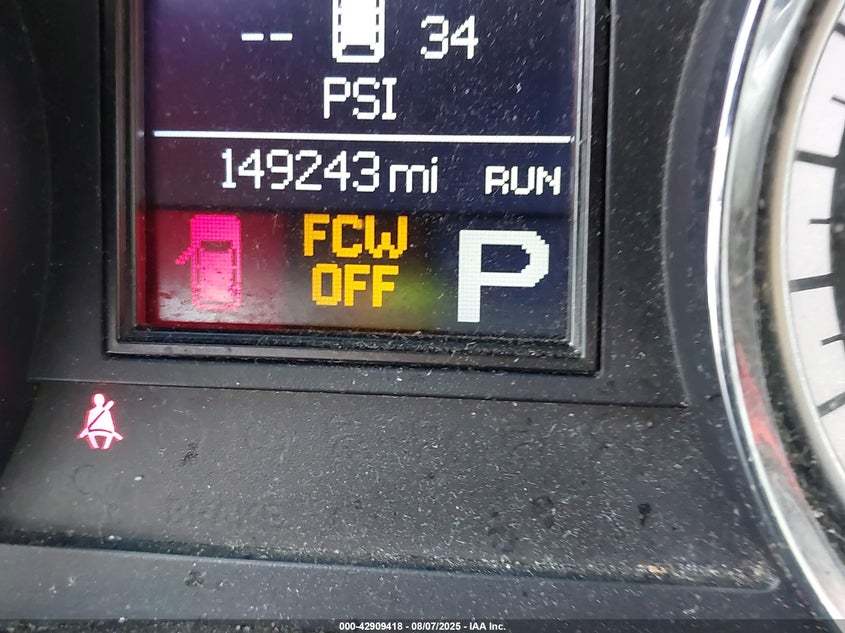 -- 34
PSI
149243 mi RUN
FCW
OFF
P
000-42909418 - 08/07/2025 - IAA Inc.